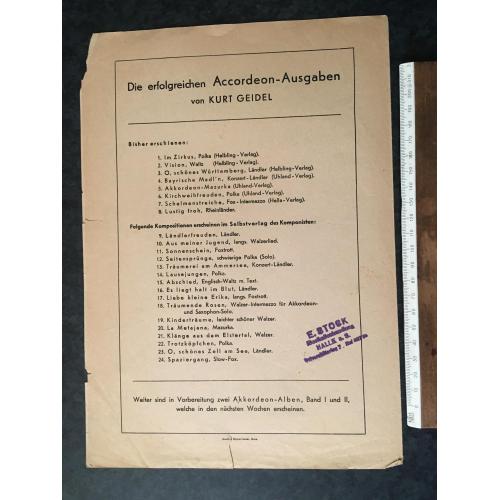 Die erfolgreichen Accordeon-Ausgaben
von KURT GEIDEL
Bisher erschienen:
1. Im Zirkus, Polka (Helbling-Verlag).
2. Vision, Waltz (Helbling-Verlag).
3. O, schönes Württemberg, Ländler (Helbling-Verlag).
4. Bayrische Madl'n, Konzert-Ländler (Uhland-Verlag).
5. Akkordeon-Mazurka (Uhland-Verlag).
6. Kirchweihfreuden, Polka (Uhland-Verlag).
7. Schelmenstreiche, Fox-Intermezzo (Helia-Verlag).
8. Lustig froh, Rheinländer.
Folgende Kompositionen erscheinen im Selbstverlag des Komponisten:
9. Ländlerfreuden, Ländler.
10. Aus meiner Jugend, langs. Walzerlied.
11. Sonnenschein, Foxtrott.
12. Seitensprünge, schwierige Polka (Solo).
13. Träumerei am Ammersee, Konzert-Ländler.
14. Lausejungen, Polka.
15. Abschied, Englisch-Waltz m. Text.
16. Es liegt halt im Blut, Ländler.
17. Liebe kleine Erika, langs. Foxtrott.
18. Träumende Rosen, Walzer-Intermezzo für Akkordeon-
und Saxophon-Solo.
19. Kinderträume, leichter schöner Walzer.
20. La Metejana, Mazurka.
21. Klänge aus dem Elstertal, Walzer.
22. Trotzköpfchen, Polka.
23. O, schönes Zell am See, Ländler.
24. Spaziergang, Slow-Fox.
E. STOCK
HALLE a. S.
Weiter sind in Vorbereitung zwei Akkordeon-Alben, Band I und II,
welche in den nächsten Wochen erscheinen.